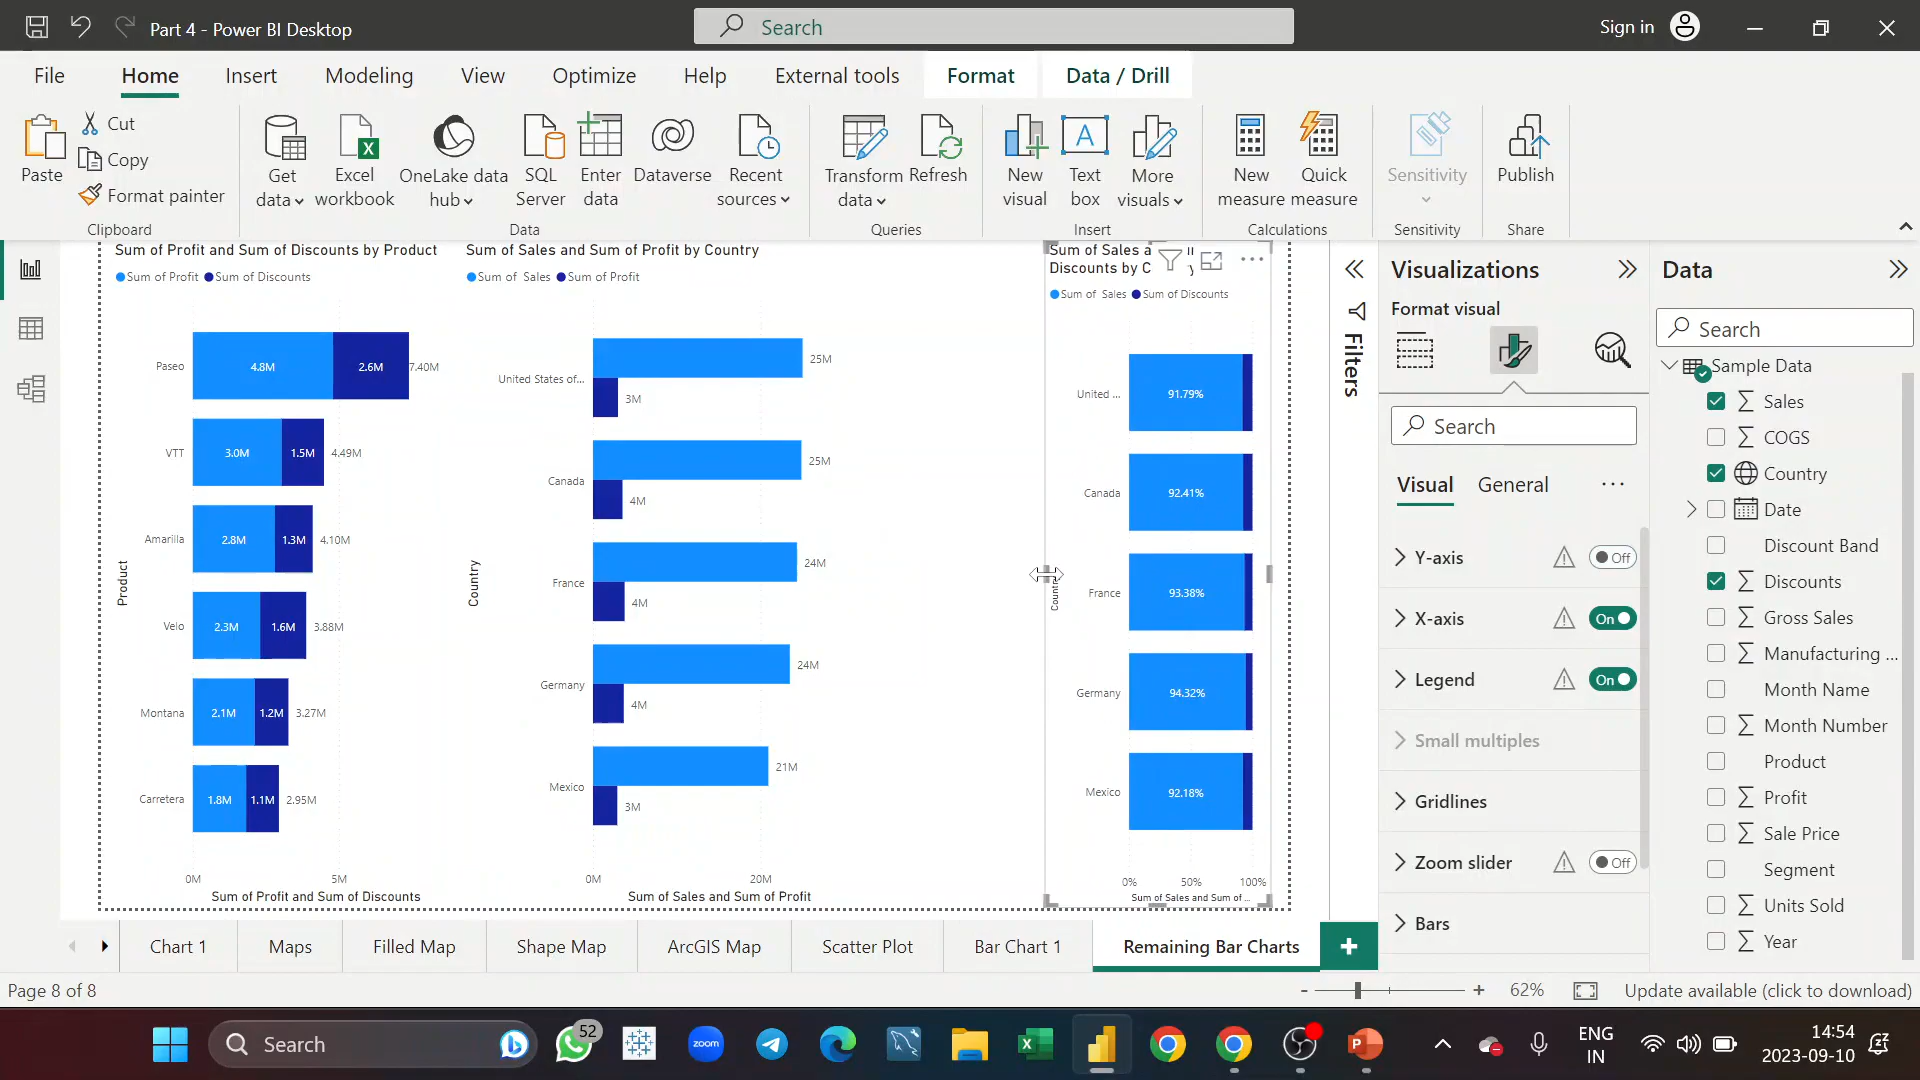 Part 4 - Power BI Desktop
Search
Sign in
File
Home
Insert
Modeling
View
Optimize
Help
External tools
Format
Data / Drill
Paste
Cut
Copy
Format painter
Clipboard
Get
data
Excel
workbook
OneLake data
hub
SQL
Server
Enter
data
Dataverse
Recent
sources
Data
Transform
data
Refresh
Queries
New
visual
Text
box
More
visuals
Insert
New
measure
Quick
measure
Calculations
Sensitivity
Sensitivity
Publish
Share
Sum of Profit and Sum of Discounts by Product
Sum of Profit
Sum of Discounts
Product
Paseo
4.8M
2.6M
7.40M
VTT
3.0M
1.5M
4.49M
Amarilla
2.8M
1.3M
4.10M
Velo
2.3M
1.6M
3.88M
Montana
2.1M
1.2M
3.27M
Carretera
1.8M
1.1M
2.95M
0M
5M
Sum of Profit and Sum of Discounts
Sum of Sales and Sum of Profit by Country
Sum of  Sales
Sum of Profit
Country
United States of...
25M
3M
Canada
25M
4M
France
24M
4M
Germany
24M
4M
Mexico
21M
3M
0M
20M
Sum of Sales and Sum of Profit
Sum of Sales a
Discounts by C
Sum of  Sales
Sum of Discounts
United ...
91.79%
Canada
92.41%
France
93.38%
Germany
94.32%
Mexico
92.18%
0%
50%
100%
Sum of Sales and Sum of ...
Filters
Visualizations
Format visual
Search
Visual
General
...
Y-axis
Off
X-axis
On
Legend
On
Small multiples
Gridlines
Zoom slider
Off
Bars
Data
Search
Sample Data
Sales
COGS
Country
Date
Discount Band
Discounts
Gross Sales
Manufacturing ...
Month Name
Month Number
Product
Profit
Sale Price
Segment
Units Sold
Year
Chart 1
Maps
Filled Map
Shape Map
ArcGIS Map
Scatter Plot
Bar Chart 1
Remaining Bar Charts
+
Page 8 of 8
-
+
62%
Update available (click to download)
Search
52
zoom
ENG
IN
14:54
2023-09-10